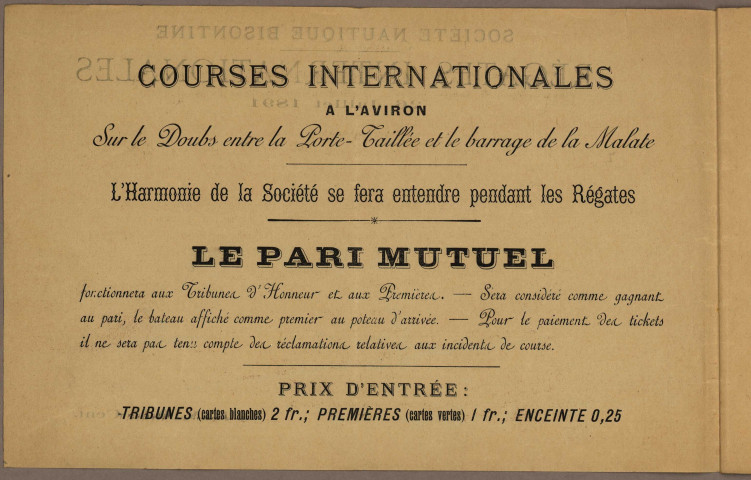 COURSES INTERNATIONALES
A L'AVIRON
Sur le Doubs entre la Porte-Taillée et le barrage de la Malate
L'Harmonie de la Société se fera entendre pendant les Régates
LE PARI MUTUEL
fonctionnera aux Tribunes d'Honneur et aux Premières. — Sera considéré comme gagnant
au pari, le bateau affiché comme premier au poteau d'arrivée. — Pour le paiement des tickets
il ne sera pas tenu compte des réclamations relatives aux incidents de course.
PRIX D'ENTRÉE :
TRIBUNES (cartes blanches) 2 fr.; PREMIÈRES (cartes vertes) 1 fr.; ENCEINTE 0,25